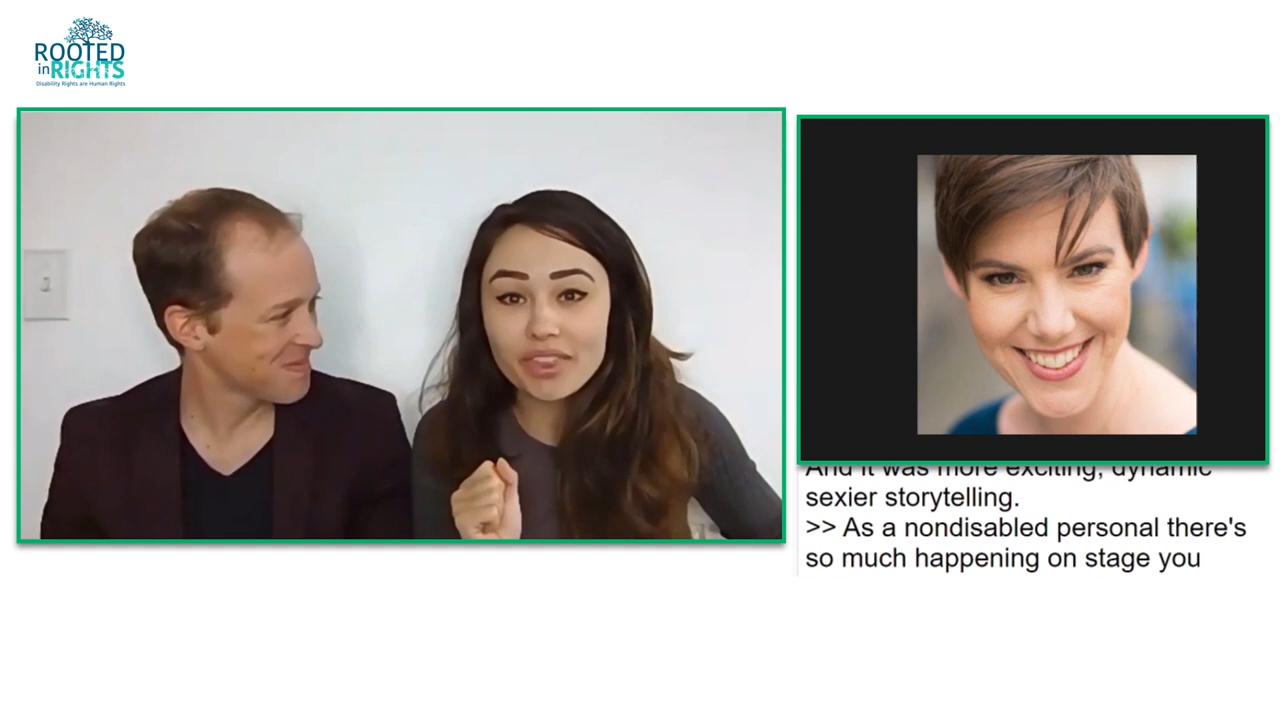 ROOTED
in RIGHTS
Disability Rights are Human Rights
And it was more exciting, dynamic
sexier storytelling.
>> As a nondisabled personal there's
so much happening on stage you